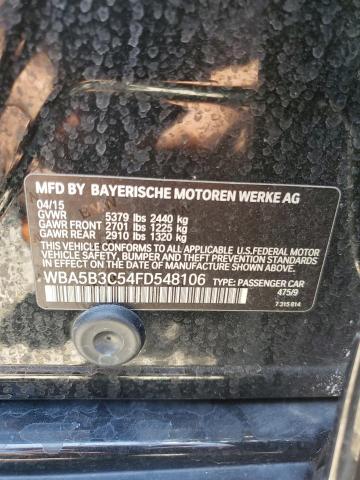 MFD BY BAYERISCHE MOTOREN WERKE AG
04/15
GVWR 5379 lbs 2440 kg
GAWR FRONT 2701 lbs 1225 kg
GAWR REAR 2910 lbs 1320 kg
THIS VEHICLE CONFORMS TO ALL APPLICABLE U.S.FEDERAL MOTOR
VEHICLE SAFETY, BUMPER, AND THEFT PREVENTION STANDARDS IN
EFFECT ON THE DATE OF MANUFACTURE SHOWN ABOVE.
WBA5B3C54FD548106 TYPE: PASSENGER CAR
475/9
7 315 814